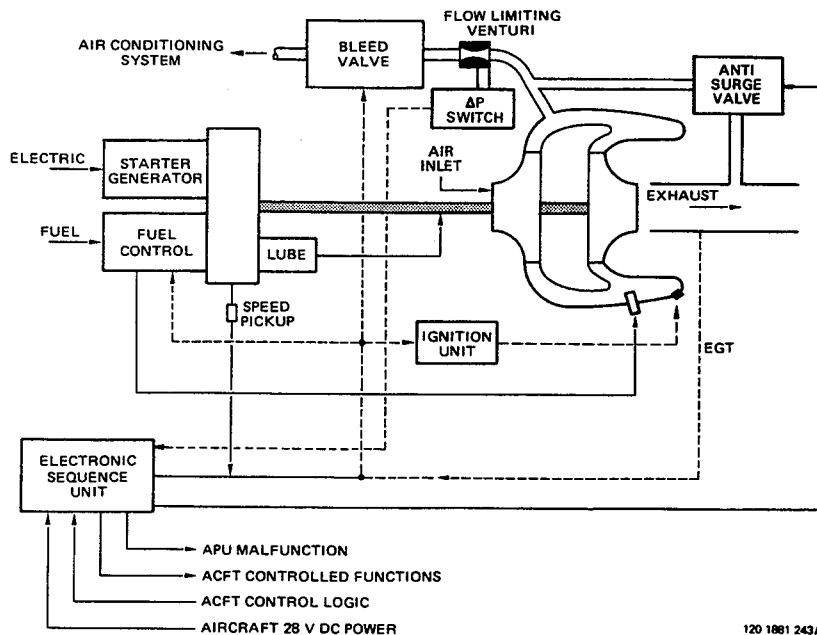 FLOW LIMITING
VENTURI
AIR CONDITIONING
SYSTEM
BLEED
VALVE
ANTI
SURGE
VALVE
ΔP
SWITCH
ELECTRIC
STARTER
GENERATOR
AIR
INLET
EXHAUST
FUEL
FUEL
CONTROL
LUBE
SPEED
PICKUP
IGNITION
UNIT
EGT
ELECTRONIC
SEQUENCE
UNIT
APU MALFUNCTION
ACFT CONTROLLED FUNCTIONS
ACFT CONTROL LOGIC
AIRCRAFT 28 V DC POWER
120 1881 243A